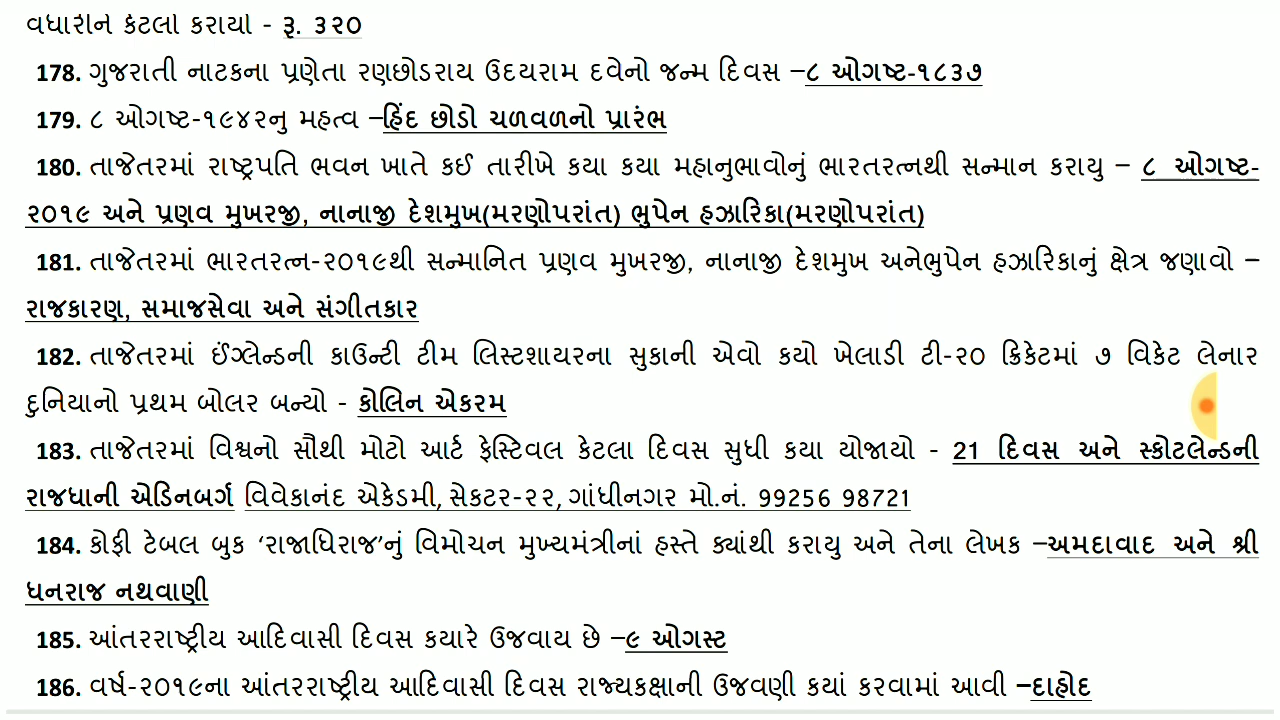 વધારીને કેટલો કરાયો - રૂ. ૩૨૦
178. ગુજરાતી નાટકના પ્રણેતા રણછોડરાય ઉદયરામ દવેનો જન્મ દિવસ –૮ ઓગષ્ટ-૧૮૩૭
179. ૮ ઓગષ્ટ-૧૯૪૨નુ મહત્વ –હિંદ છોડો ચળવળનો પ્રારંભ
180. તાજેતરમાં રાષ્ટ્રપતિ ભવન ખાતે કઈ તારીખે કયા કયા મહાનુભાવોનું ભારતરત્નથી સન્માન કરાયુ – ૮ ઓગષ્ટ-
૨૦૧૯ અને પ્રણવ મુખરજી, નાનાજી દેશમુખ(મરણોપરાંત) ભુપેન હઝારિકા(મરણોપરાંત)
181. તાજેતરમાં ભારતરત્ન-૨૦૧૯થી સન્માનિત પ્રણવ મુખરજી, નાનાજી દેશમુખ અનેભુપેન હઝારિકાનું ક્ષેત્ર જણાવો –
રાજકારણ, સમાજસેવા અને સંગીતકાર
182. તાજેતરમાં ઈંગ્લેન્ડની કાઉન્ટી ટીમ લિસ્ટશાયરના સુકાની એવો કયો ખેલાડી ટી-૨૦ ક્રિકેટમાં ૭ વિકેટ લેનાર
દુનિયાનો પ્રથમ બોલર બન્યો - કોલિન એકરમ
183. તાજેતરમાં વિશ્વનો સૌથી મોટો આર્ટ ફેસ્ટિવલ કેટલા દિવસ સુધી કયા યોજાયો - 21 દિવસ અને સ્કોટલેન્ડની
રાજધાની એડિનબર્ગ વિવેકાનંદ એકેડમી, સેકટર-૨૨, ગાંધીનગર મો.નં. 99256 98721
184. કોફી ટેબલ બુક ‘રાજાધિરાજ’નું વિમોચન મુખ્યમંત્રીનાં હસ્તે ક્યાંથી કરાયુ અને તેના લેખક –અમદાવાદ અને શ્રી
ધનરાજ નથવાણી
185. આંતરરાષ્ટ્રીય આદિવાસી દિવસ કયારે ઉજવાય છે –૯ ઓગસ્ટ
186. વર્ષ-૨૦૧૯ના આંતરરાષ્ટ્રીય આદિવાસી દિવસ રાજ્યકક્ષાની ઉજવણી કયાં કરવામાં આવી –દાહોદ